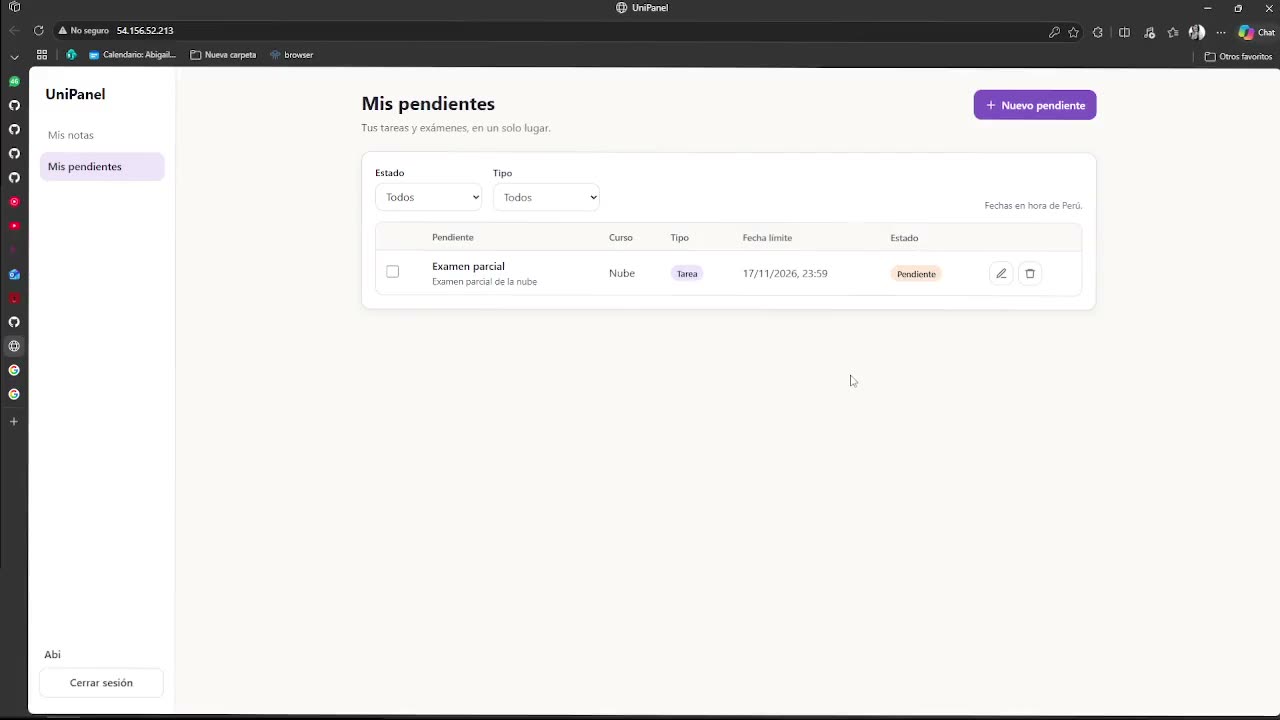 UniPanel
No seguro 54.156.52.213
Chat
Calendario: Abigail...
Nueva carpeta
browser
Otros favoritos
46
UniPanel
Mis notas
Mis pendientes
Mis pendientes
Tus tareas y exámenes, en un solo lugar.
+ Nuevo pendiente
Estado
Tipo
Todos
Todos
Fechas en hora de Perú.
Pendiente Curso Tipo Fecha límite Estado
Examen parcial
Examen parcial de la nube
Nube
Tarea
17/11/2026, 23:59
Pendiente
Abi
Cerrar sesión